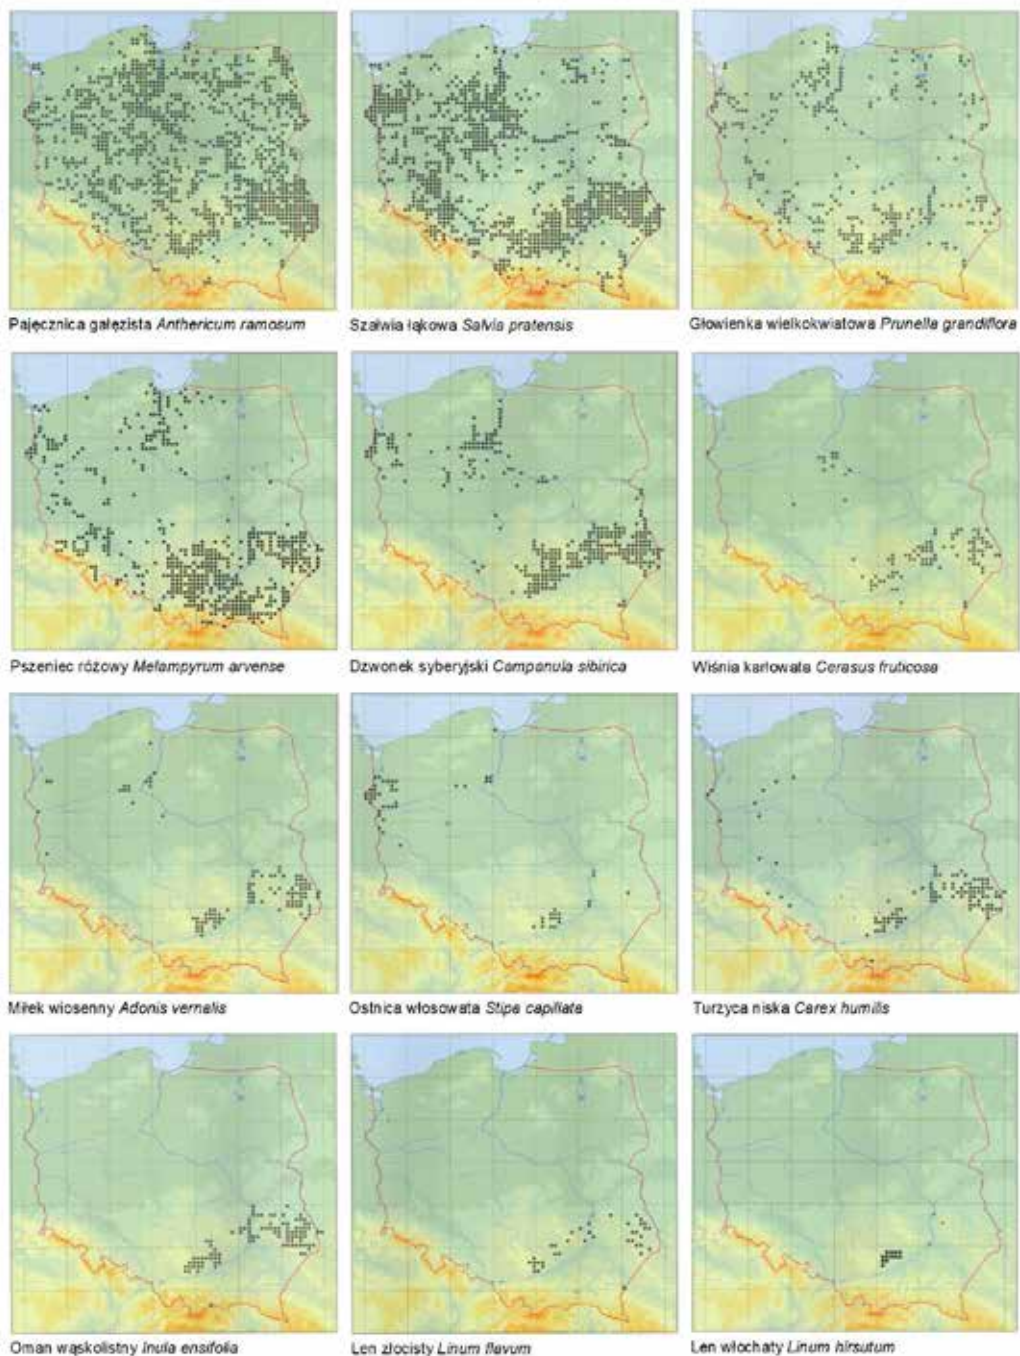 Pajęcznica gałęzista Anthericum ramosum
Szałwia łąkowa Salvia pratensis
Głowienka wielkokwiatowa Prunella grandiflora
Pszeniec różowy Melampyrum arvense
Dzwonek syberyjski Campanula sibirica
Wiśnia karłowata Cerasus fruticosa
Miłek wiosenny Adonis vernalis
Ostnica włosowata Stipa capillata
Turzyca niska Carex humilis
Oman wąskolistny Inula ensifolia
Len złocisty Linum flavum
Len włochaty Linum hirsutum